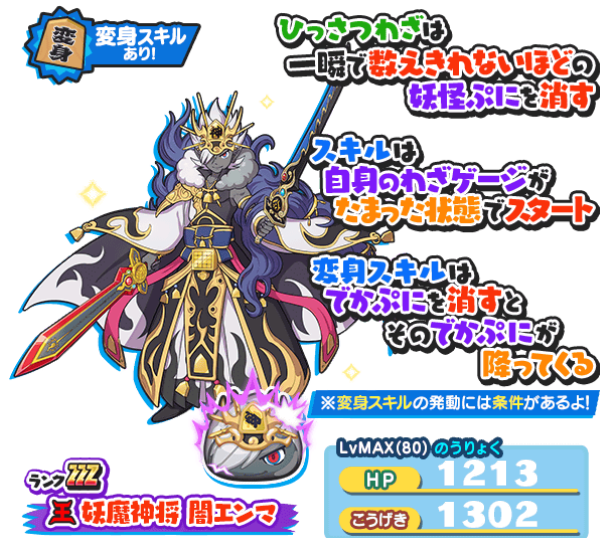 変身
変身スキル
あり!
ひっさつわざは
一瞬で数えきれないほどの
妖怪ぷにを消す
スキルは
自身のわざゲージが
たまった状態でスタート
変身スキルは
でかぷにを消すと
そのでかぷにが
降ってくる
※変身スキルの発動には条件があるよ!
ランクZZZ
王 妖魔神将 闇エンマ
LvMAX(80) のうりょく
HP 1213
こうげき 1302